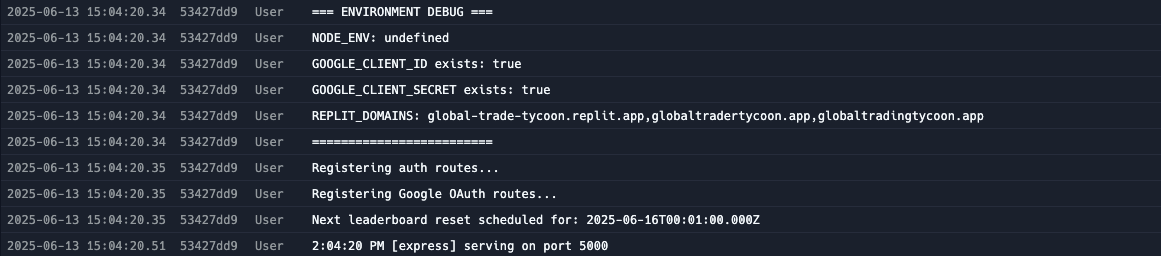 2025-06-13 15:04:20.34 53427dd9 User === ENVIRONMENT DEBUG ===
2025-06-13 15:04:20.34 53427dd9 User NODE_ENV: undefined
2025-06-13 15:04:20.34 53427dd9 User GOOGLE_CLIENT_ID exists: true
2025-06-13 15:04:20.34 53427dd9 User GOOGLE_CLIENT_SECRET exists: true
2025-06-13 15:04:20.34 53427dd9 User REPLIT_DOMAINS: global-trade-tycoon.replit.app,globaltradertycoon.app,globaltradingtycoon.app
2025-06-13 15:04:20.34 53427dd9 User =========================
2025-06-13 15:04:20.35 53427dd9 User Registering auth routes...
2025-06-13 15:04:20.35 53427dd9 User Registering Google OAuth routes...
2025-06-13 15:04:20.35 53427dd9 User Next leaderboard reset scheduled for: 2025-06-16T00:01:00.000Z
2025-06-13 15:04:20.51 53427dd9 User 2:04:20 PM [express] serving on port 5000